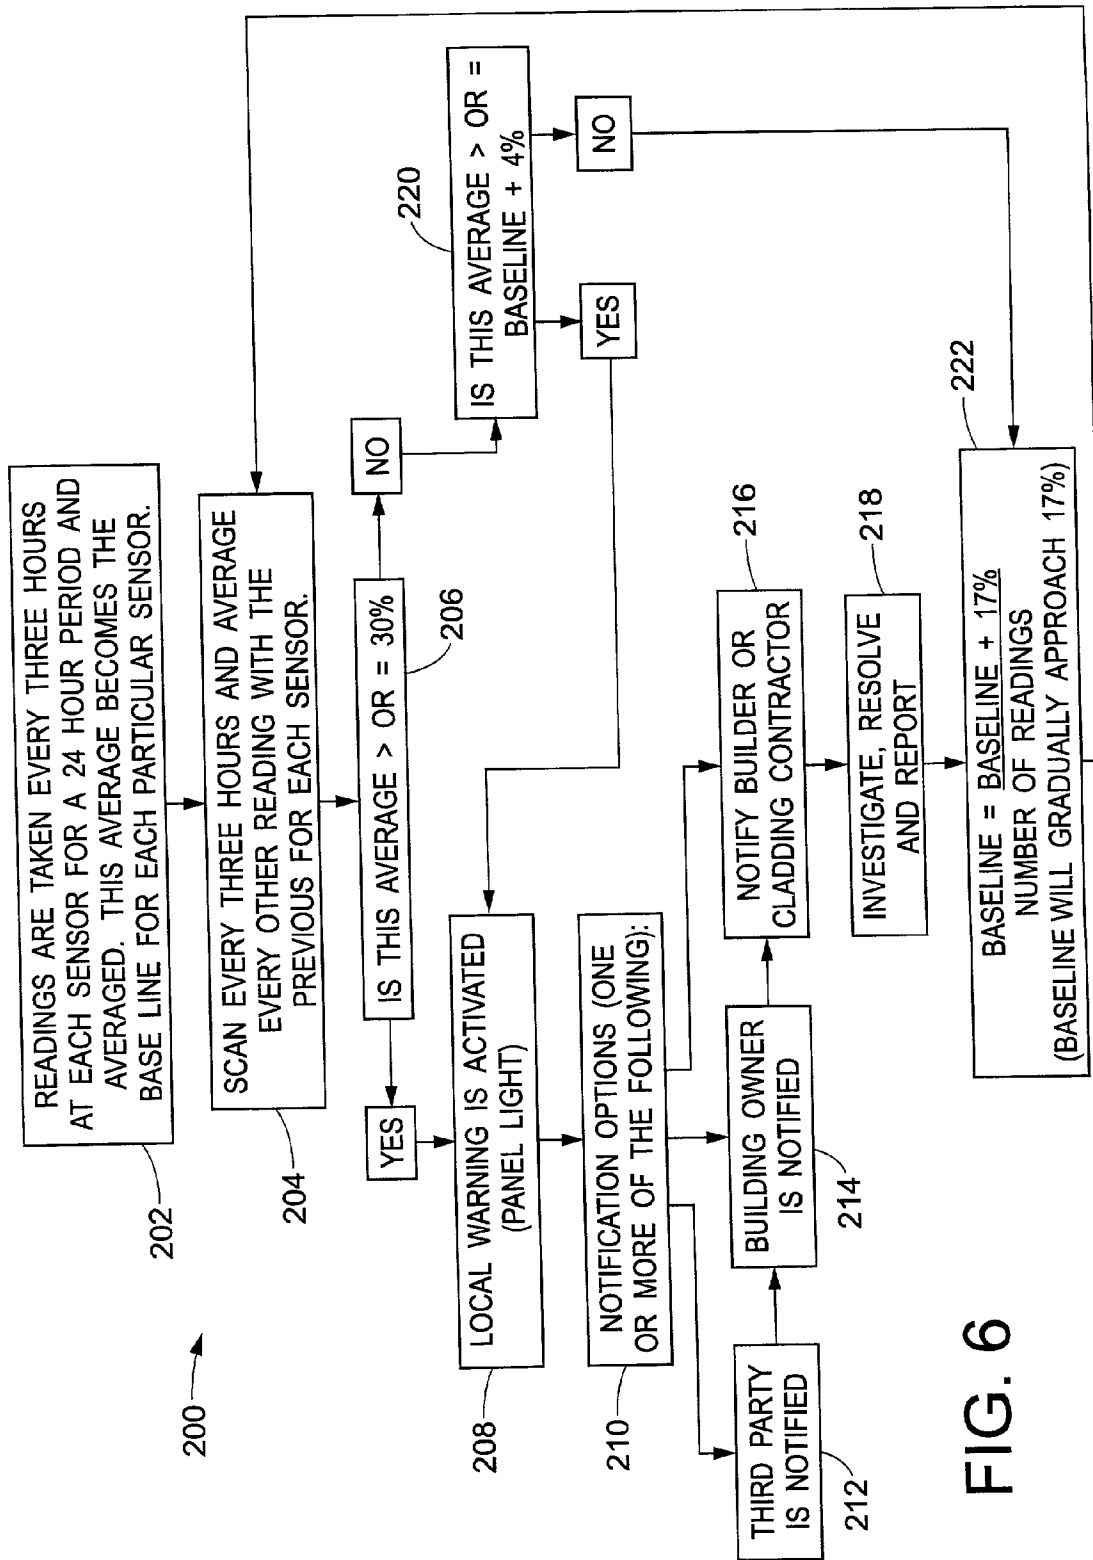 READINGS ARE TAKEN EVERY THREE HOURS
AT EACH SENSOR FOR A 24 HOUR PERIOD AND
AVERAGED. THIS AVERAGE BECOMES THE
BASE LINE FOR EACH PARTICULAR SENSOR.
202
200
SCAN EVERY THREE HOURS AND AVERAGE
EVERY OTHER READING WITH THE
PREVIOUS FOR EACH SENSOR.
204
YES
IS THIS AVERAGE > OR = 30%
NO
206
IS THIS AVERAGE > OR =
BASELINE + 4%
220
YES
NO
LOCAL WARNING IS ACTIVATED
(PANEL LIGHT)
208
NOTIFICATION OPTIONS (ONE
OR MORE OF THE FOLLOWING):
210
THIRD PARTY
IS NOTIFIED
212
BUILDING OWNER
IS NOTIFIED
214
NOTIFY BUILDER OR
CLADDING CONTRACTOR
216
INVESTIGATE, RESOLVE
AND REPORT
218
BASELINE = BASELINE + 17%
NUMBER OF READINGS
(BASELINE WILL GRADUALLY APPROACH 17%)
222
FIG. 6